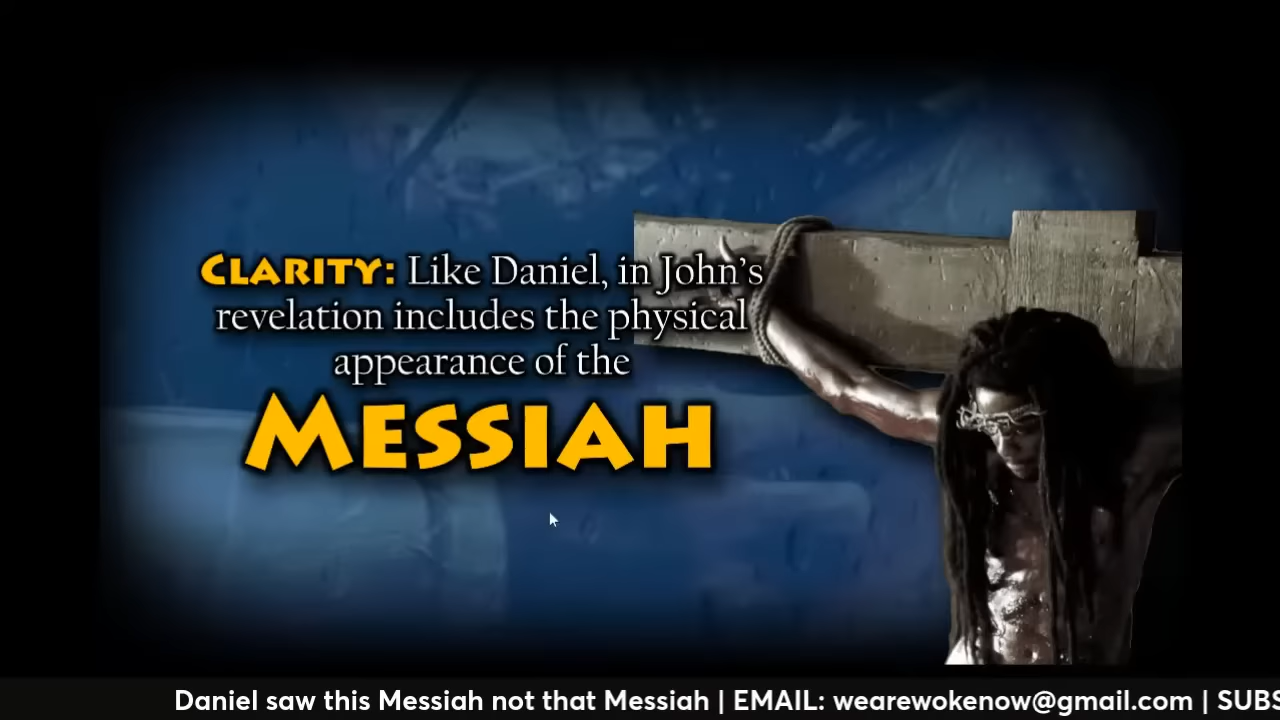 CLARITY: Like Daniel, in John's
revelation includes the physical
appearance of the
MESSIAH
Daniel saw this Messiah not that Messiah | EMAIL: wearewokenow@gmail.com | SUBS